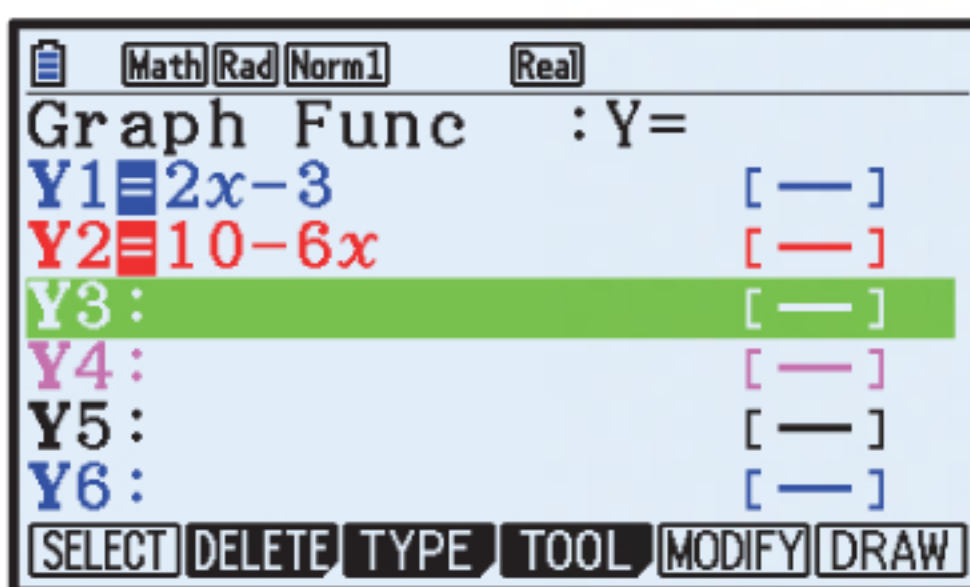 Math Rad Norm1 Real
Graph Func :Y=
Y1=2x-3 [—]
Y2=10-6x [—]
Y3: [—]
Y4: [—]
Y5: [—]
Y6: [—]
SELECT DELETE TYPE TOOL MODIFY DRAW